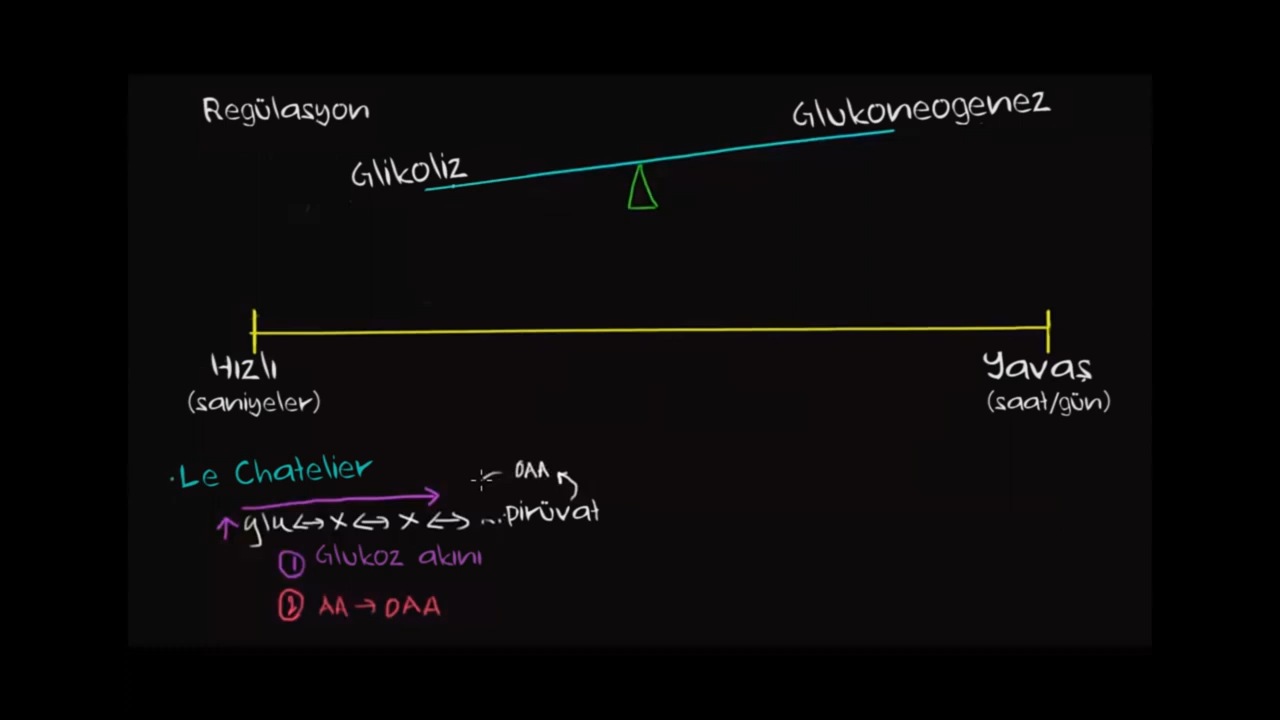 Regülasyon
Glukoneogenez
Glikoliz
Hızlı
(saniyeler)
Yavaş
(saat/gün)
·Le Chatelier
OAA
↑glu↔x↔x↔ ....pirüvat
① Glukoz akını
② AA→OAA